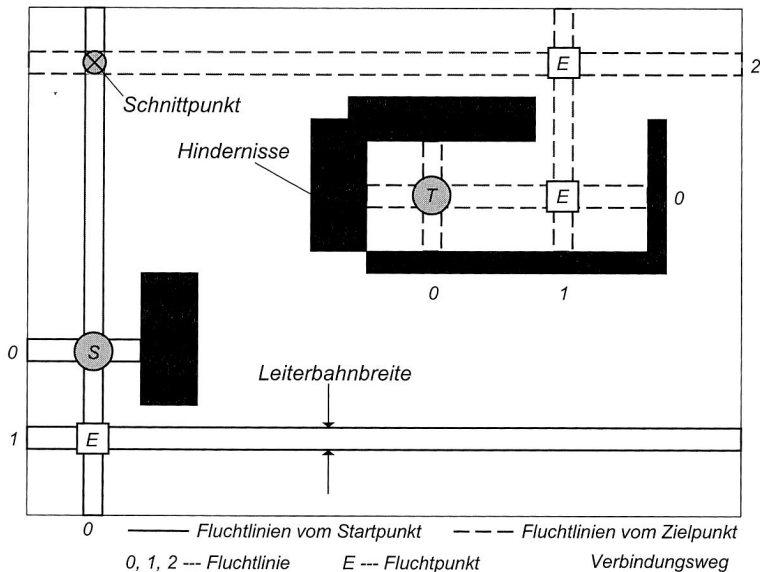 E
2
Schnittpunkt
Hindernisse
T
E
0
0
1
0
S
Leiterbahnbreite
1
E
0
Fluchtlinien vom Startpunkt
Fluchtlinien vom Zielpunkt
0, 1, 2 --- Fluchtlinie
E --- Fluchtpunkt
Verbindungsweg